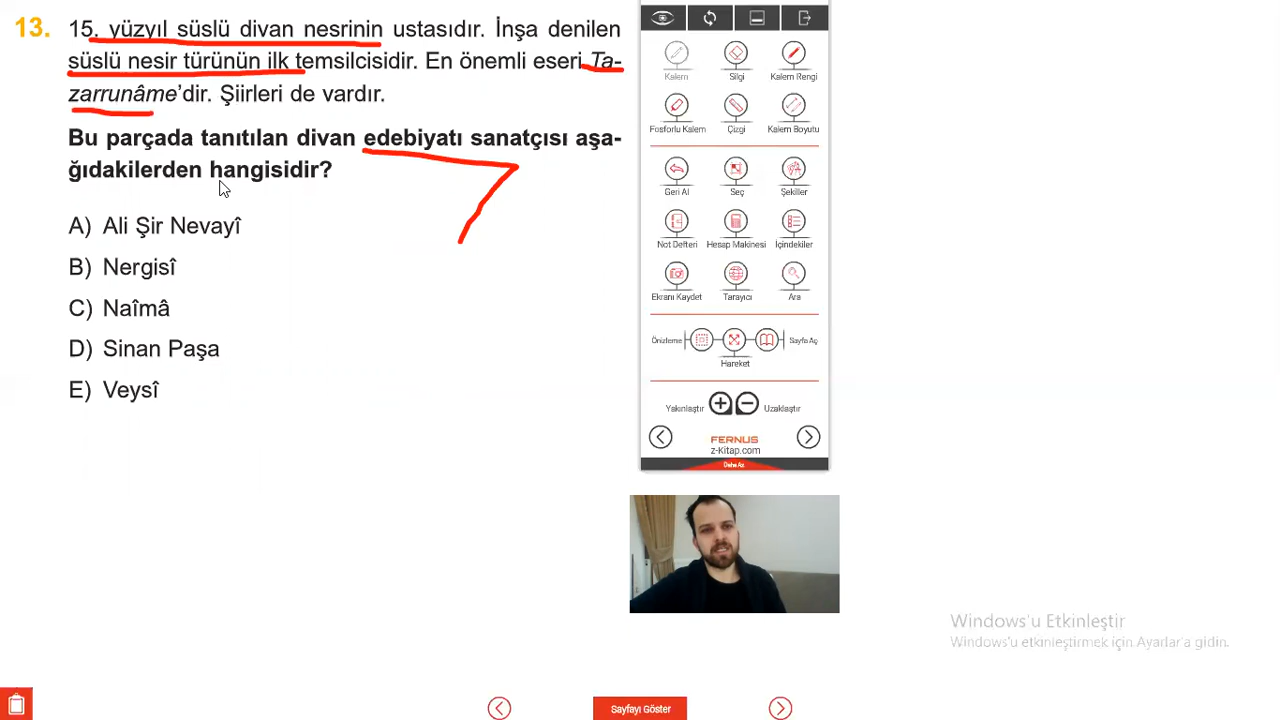 13. 15. yüzyıl süslü divan nesrinin ustasıdır. İnşa denilen
süslü nesir türünün ilk temsilcisidir. En önemli eseri Ta-
zarrunâme'dir. Şiirleri de vardır.
Bu parçada tanıtılan divan edebiyatı sanatçısı aşa-
ğıdakilerden hangisidir?
A) Ali Şir Nevayî
B) Nergisî
C) Naîmâ
D) Sinan Paşa
E) Veysî
Kalem Silgi Kalem Rengi
Fosforlu Kalem Çizgi Kalem Boyutu
Geri Al Seç Şekiller
Not Defteri Hesap Makinesi İçindekiler
Ekranı Kaydet Tarayıcı Ara
Önizleme Sayfa Aç
Hareket
Yakınlaştır Uzaklaştır
FERNUS
z-Kitap.com
Daha Az
Windows'u Etkinleştir
Windows'u etkinleştirmek için Ayarlar'a gidin.
Sayfayı Göster